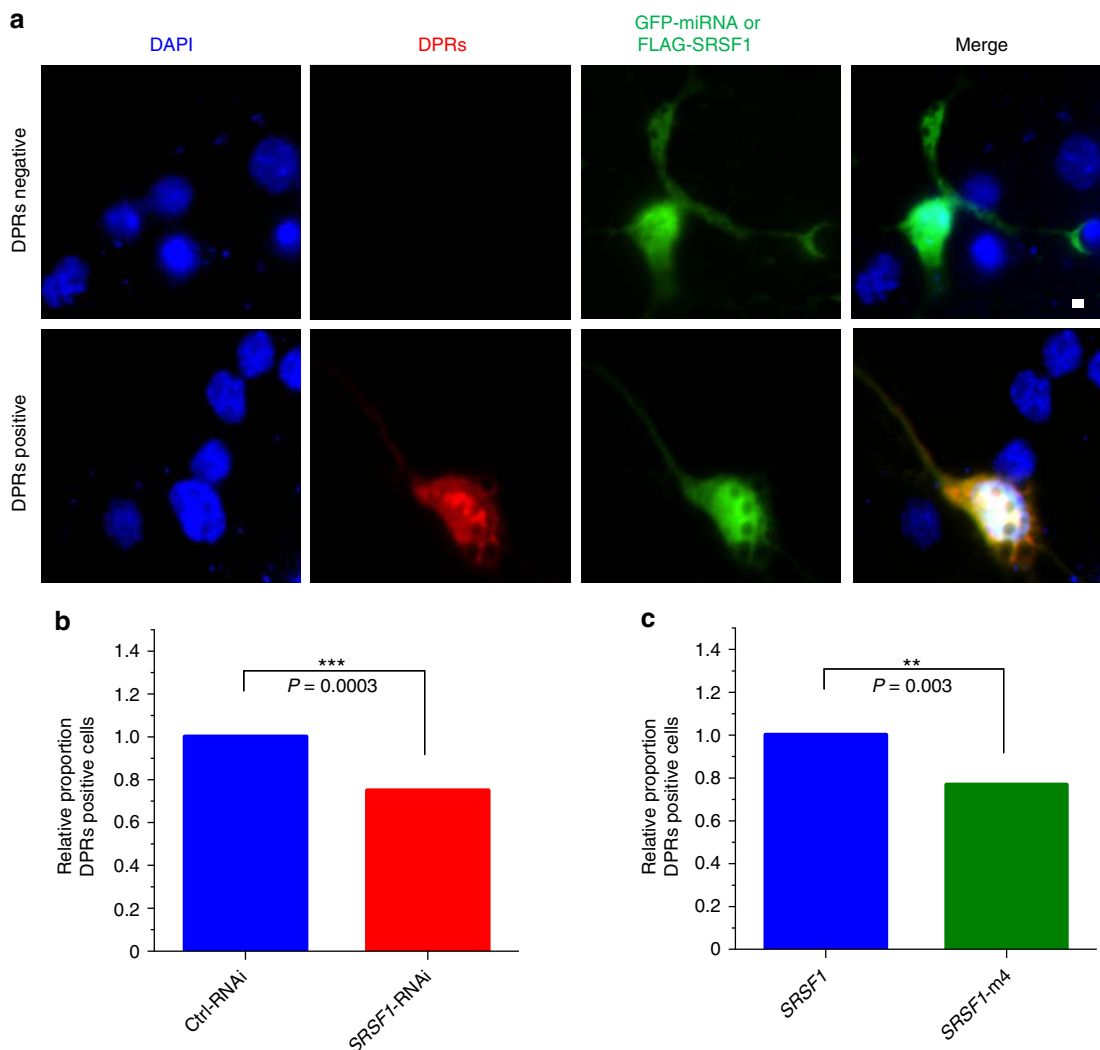 a
DAPI
DPRs
GFP-miRNA or
FLAG-SRSF1
Merge
DPRs negative
DPRs positive
b
Relative proportion
DPRs positive cells
1.4
1.2
1.0
0.8
0.6
0.4
0.2
0
***
P = 0.0003
Ctrl-RNAi
SRSF1-RNAi
c
Relative proportion
DPRs positive cells
1.4
1.2
1.0
0.8
0.6
0.4
0.2
0
**
P = 0.003
SRSF1
SRSF1-m4